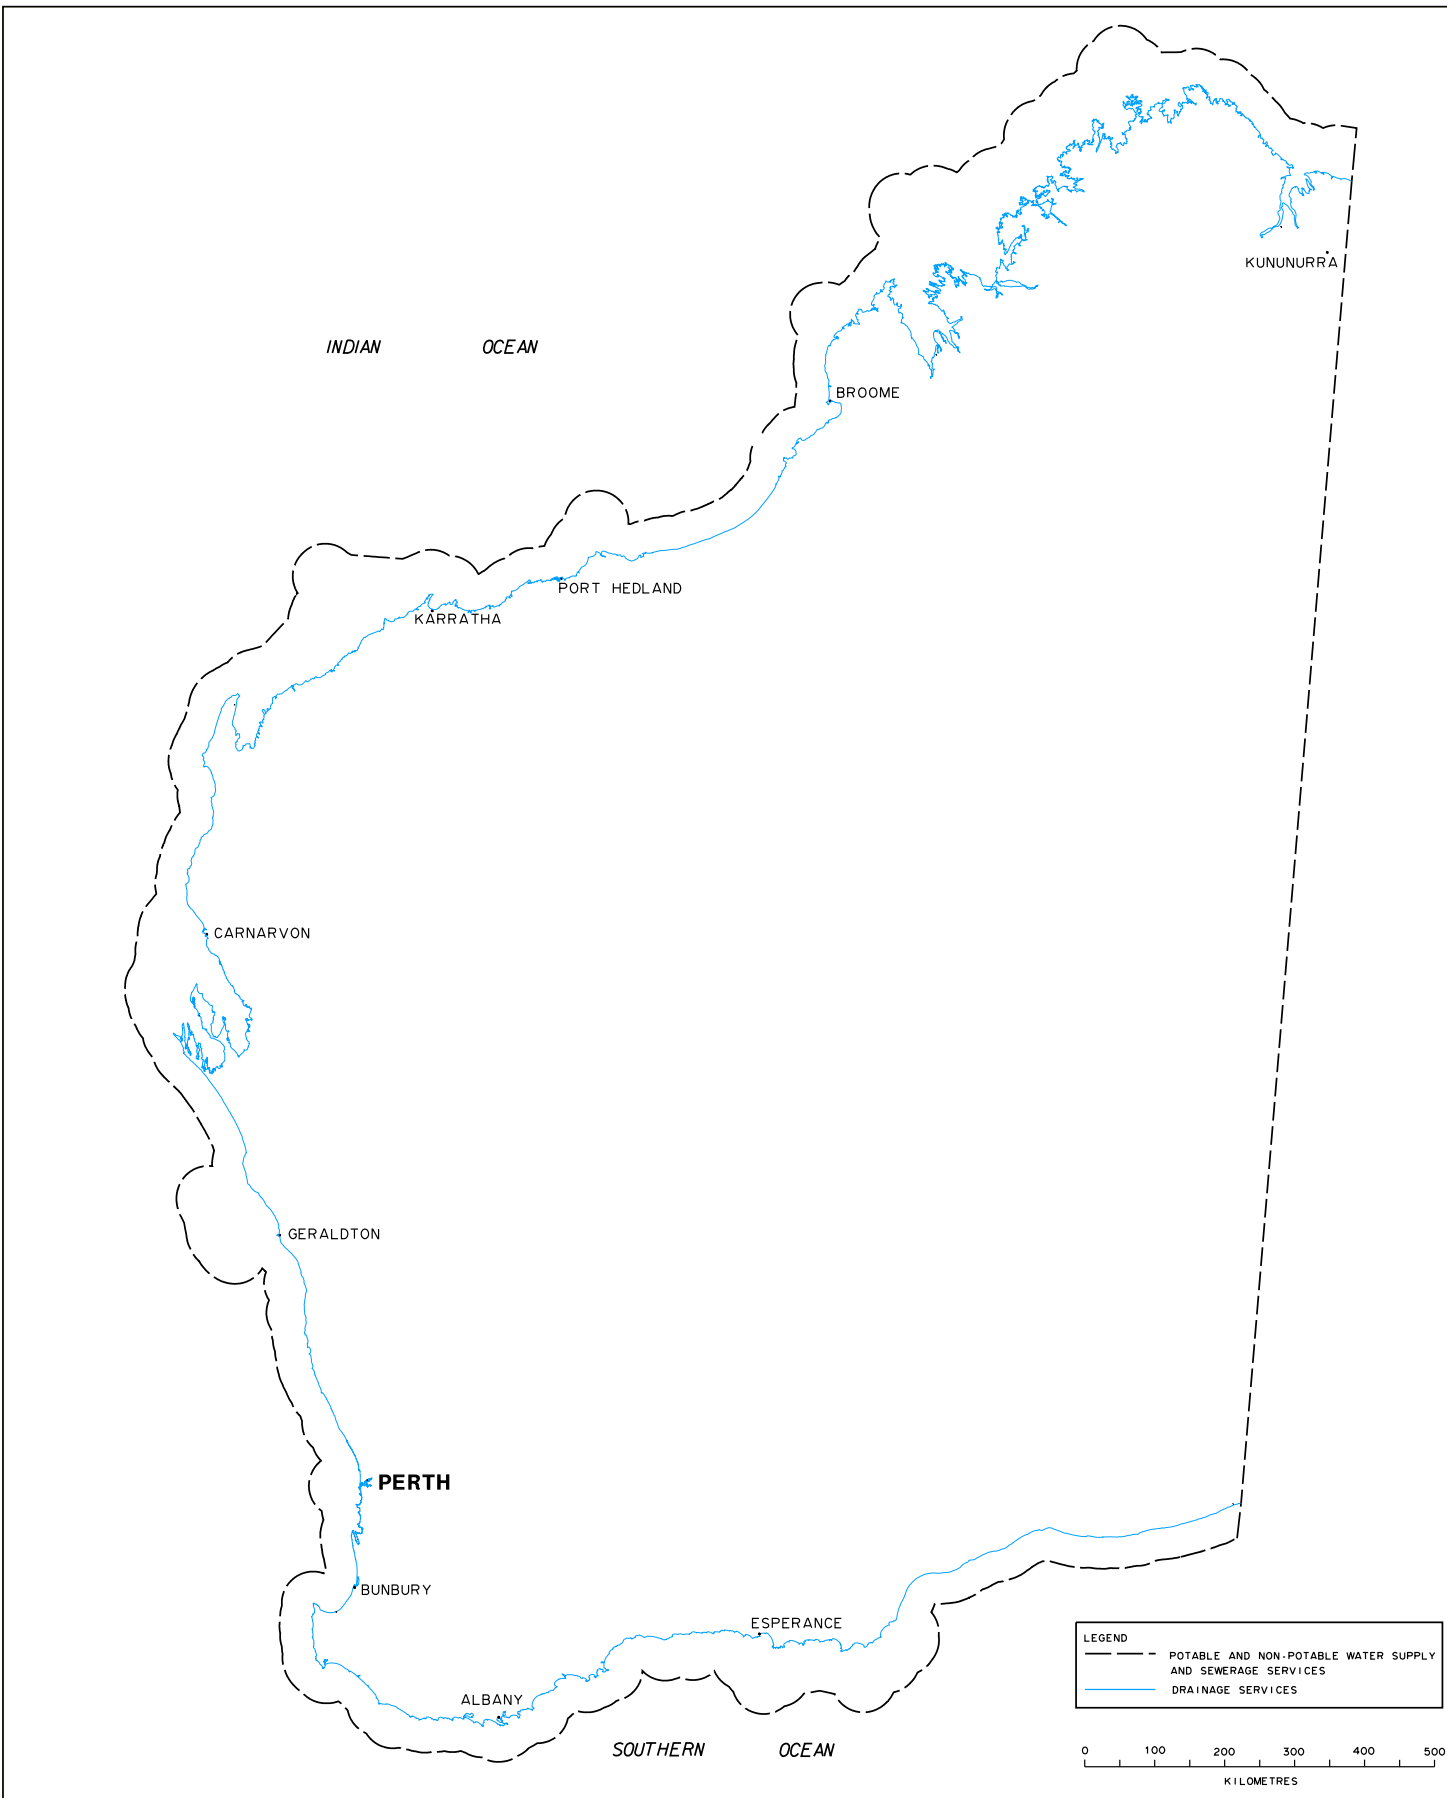 KUNUNURRA
INDIAN OCEAN
BROOME
PORT HEDLAND
KARRATHA
CARNARVON
GERALDTON
PERTH
BUNBURY
ESPERANCE
ALBANY
SOUTHERN OCEAN
LEGEND
POTABLE AND NON-POTABLE WATER SUPPLY
AND SEWERAGE SERVICES
DRAINAGE SERVICES
0 100 200 300 400 500
KILOMETRES